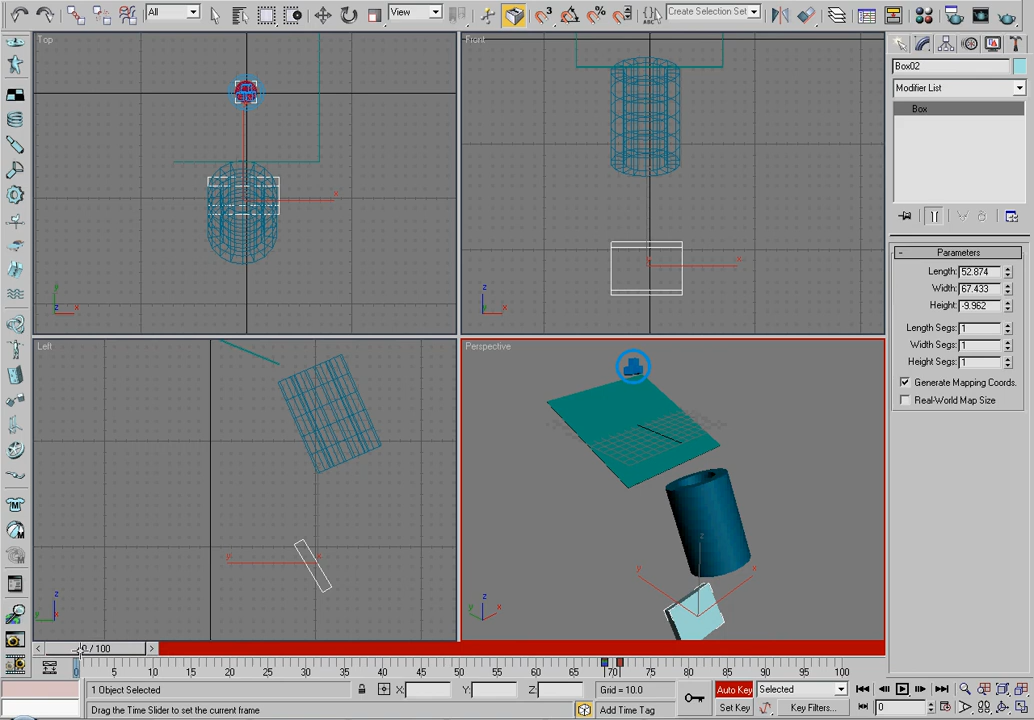 All
View
Create Selection Set
Top
Front
Box02
Modifier List
Box
x
y
z x
x
z
z x
Parameters
Length: 52.874
Width: 67.433
Height: -9.962
Length Segs: 1
Width Segs: 1
Height Segs: 1
Generate Mapping Coords.
Real-World Map Size
Left
Perspective
0 / 100
0 5 10 15 20 25 30 35 40 45 50 55 60 65 70 75 80 85 90 95 100
1 Object Selected
X:
Y:
Z:
Grid = 10.0
Auto Key
Selected
Drag the Time Slider to set the current frame
Add Time Tag
Set Key
Key Filters...
0